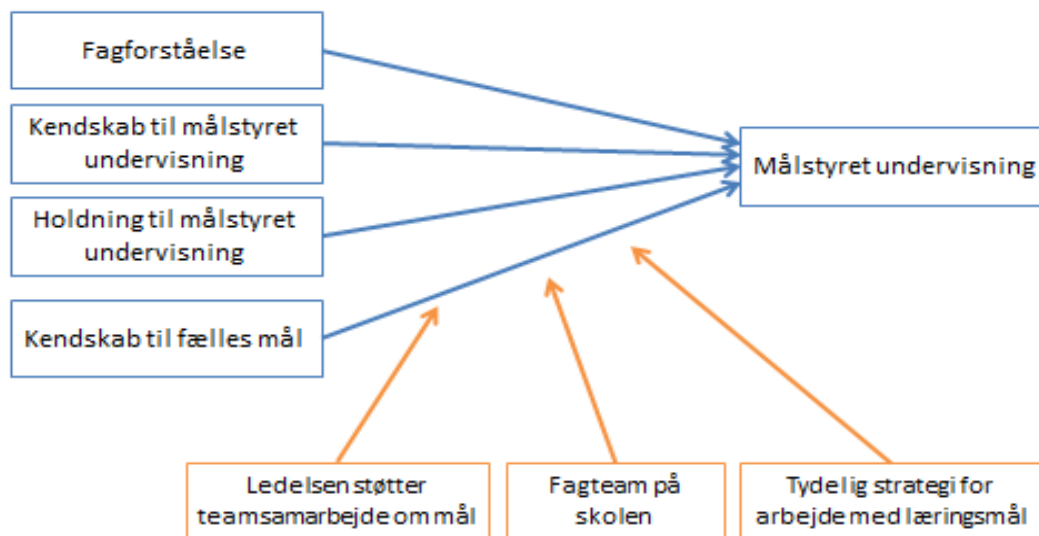 Fagforståelse
Kendskab til målstyret
undervisning
Holdning til målstyret
undervisning
Kendskab til fælles mål
Målstyret undervisning
Ledelsen støtter
teamsamarbejde om mål
Fagteam på
skolen
Tydelig strategi for
arbejde med læringsmål